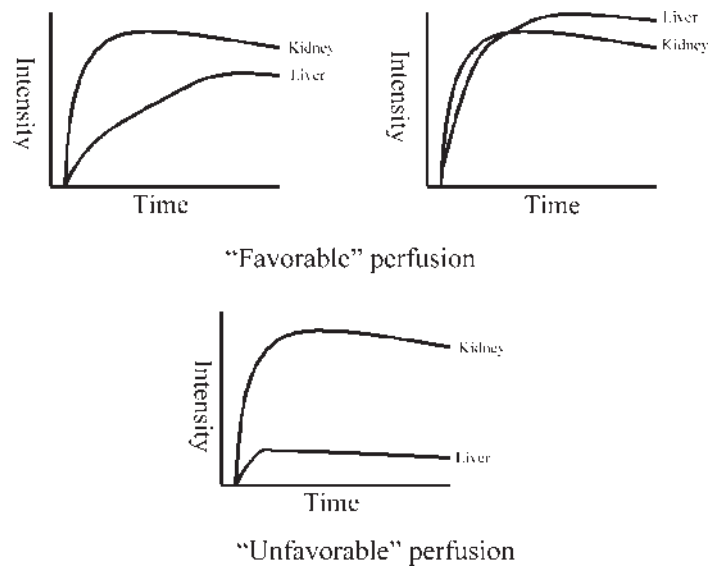 Intensity
Kidney
Liver
Time
Intensity
Liver
Kidney
Time
“Favorable” perfusion
Intensity
Kidney
Liver
Time
“Unfavorable” perfusion